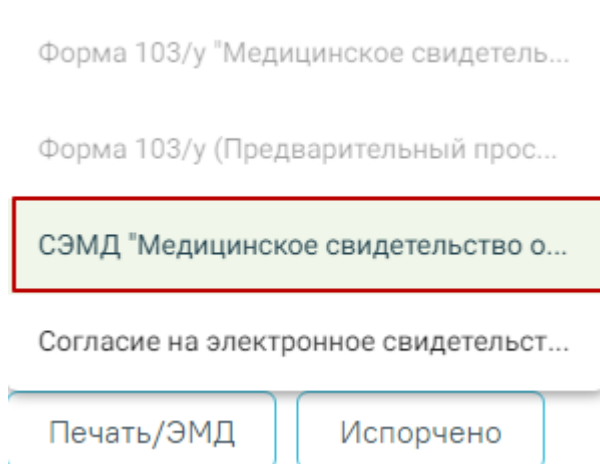 Форма 103/у "Медицинское свидетель...
Форма 103/у (Предварительный прос...
СЭМД "Медицинское свидетельство о...
Согласие на электронное свидетельст...
Печать/ЭМД
Испорчено